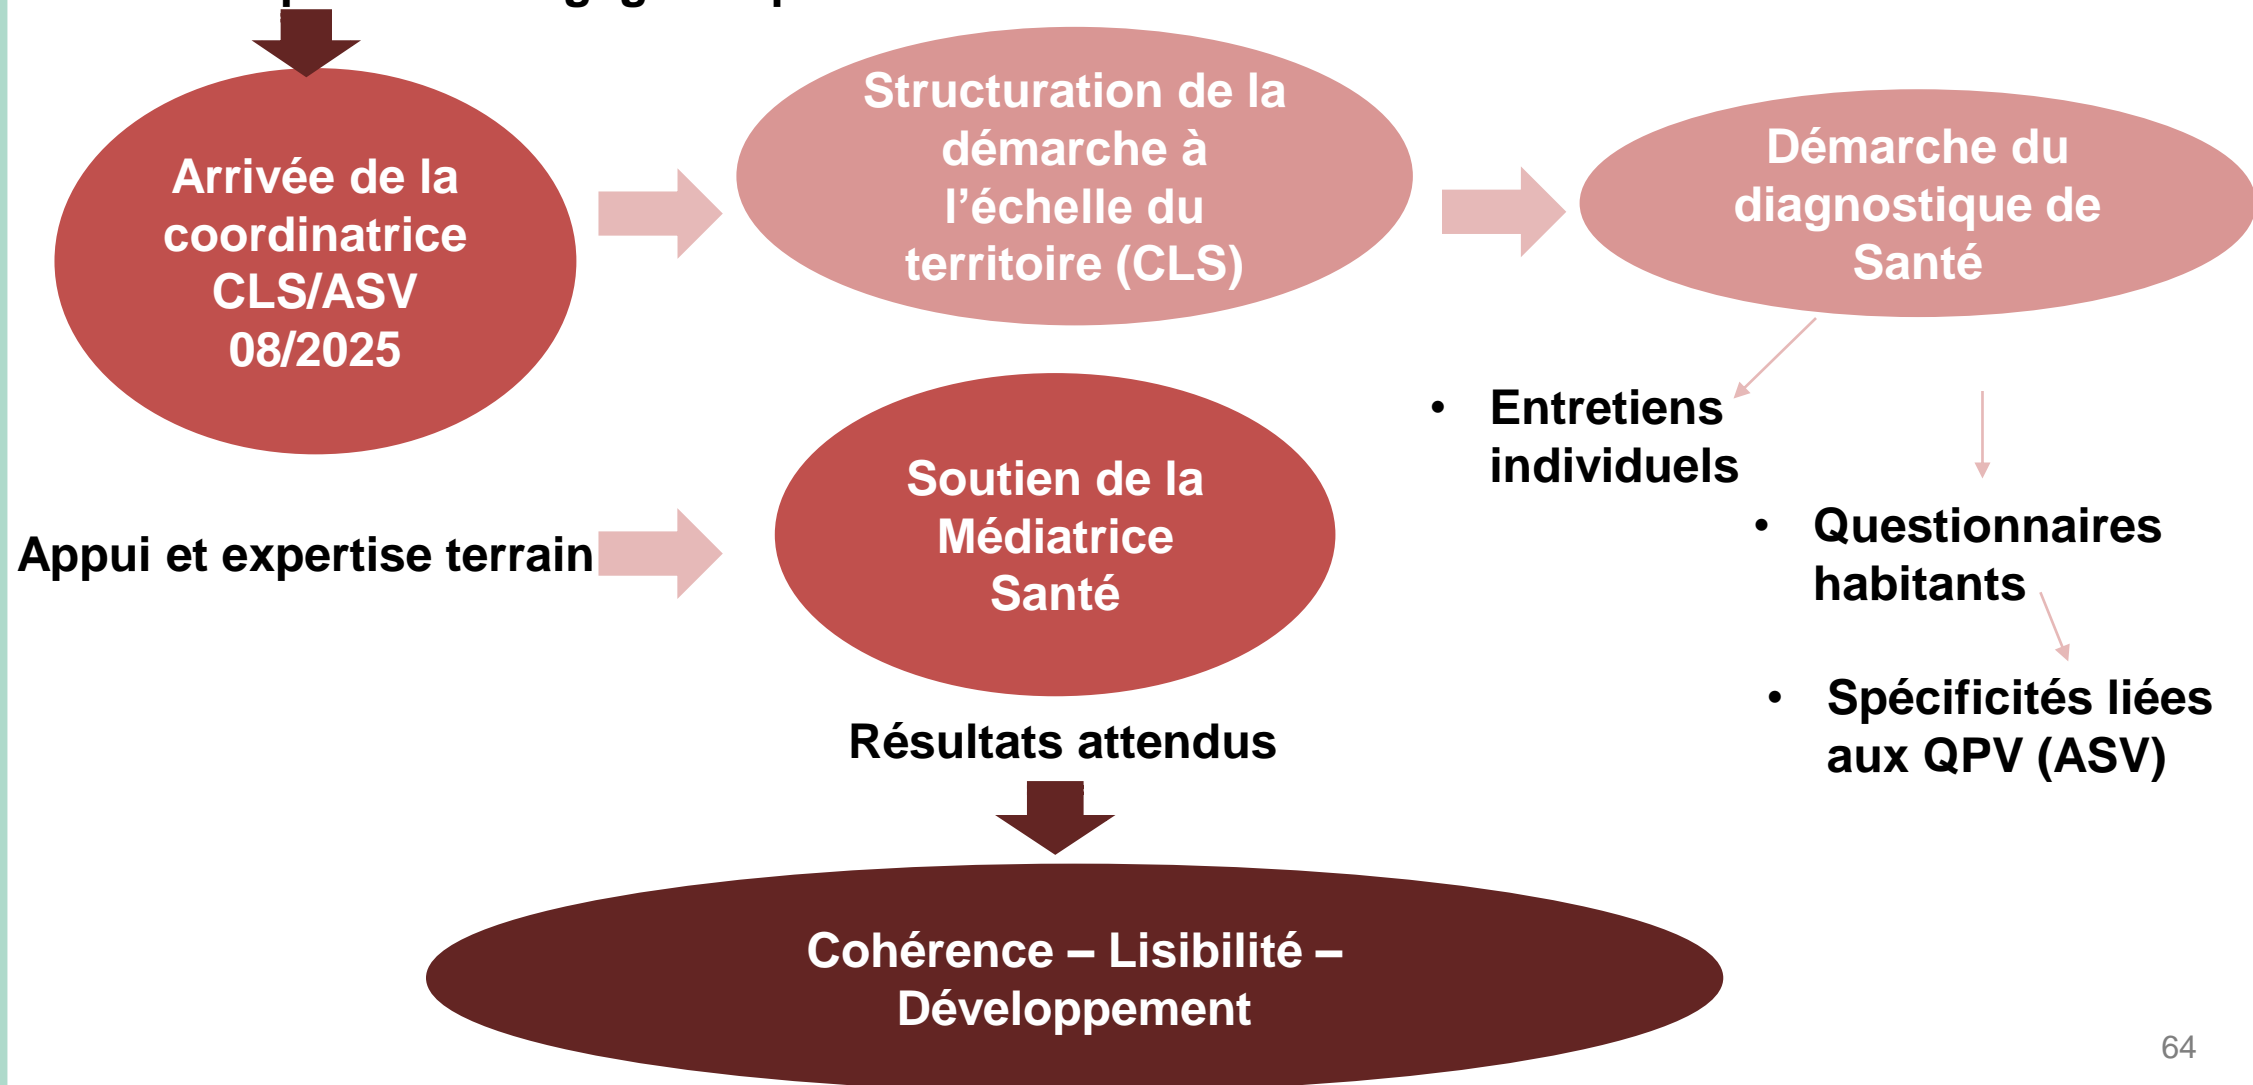 Arrivée de la
coordinatrice
CLS/ASV
08/2025
Structuration de la
démarche à
l’échelle du
territoire (CLS)
Démarche du
diagnostique de
Santé
• Entretiens
individuels
• Questionnaires
habitants
• Spécificités liées
aux QPV (ASV)
Appui et expertise terrain
Soutien de la
Médiatrice
Santé
Résultats attendus
Cohérence – Lisibilité –
Développement
64